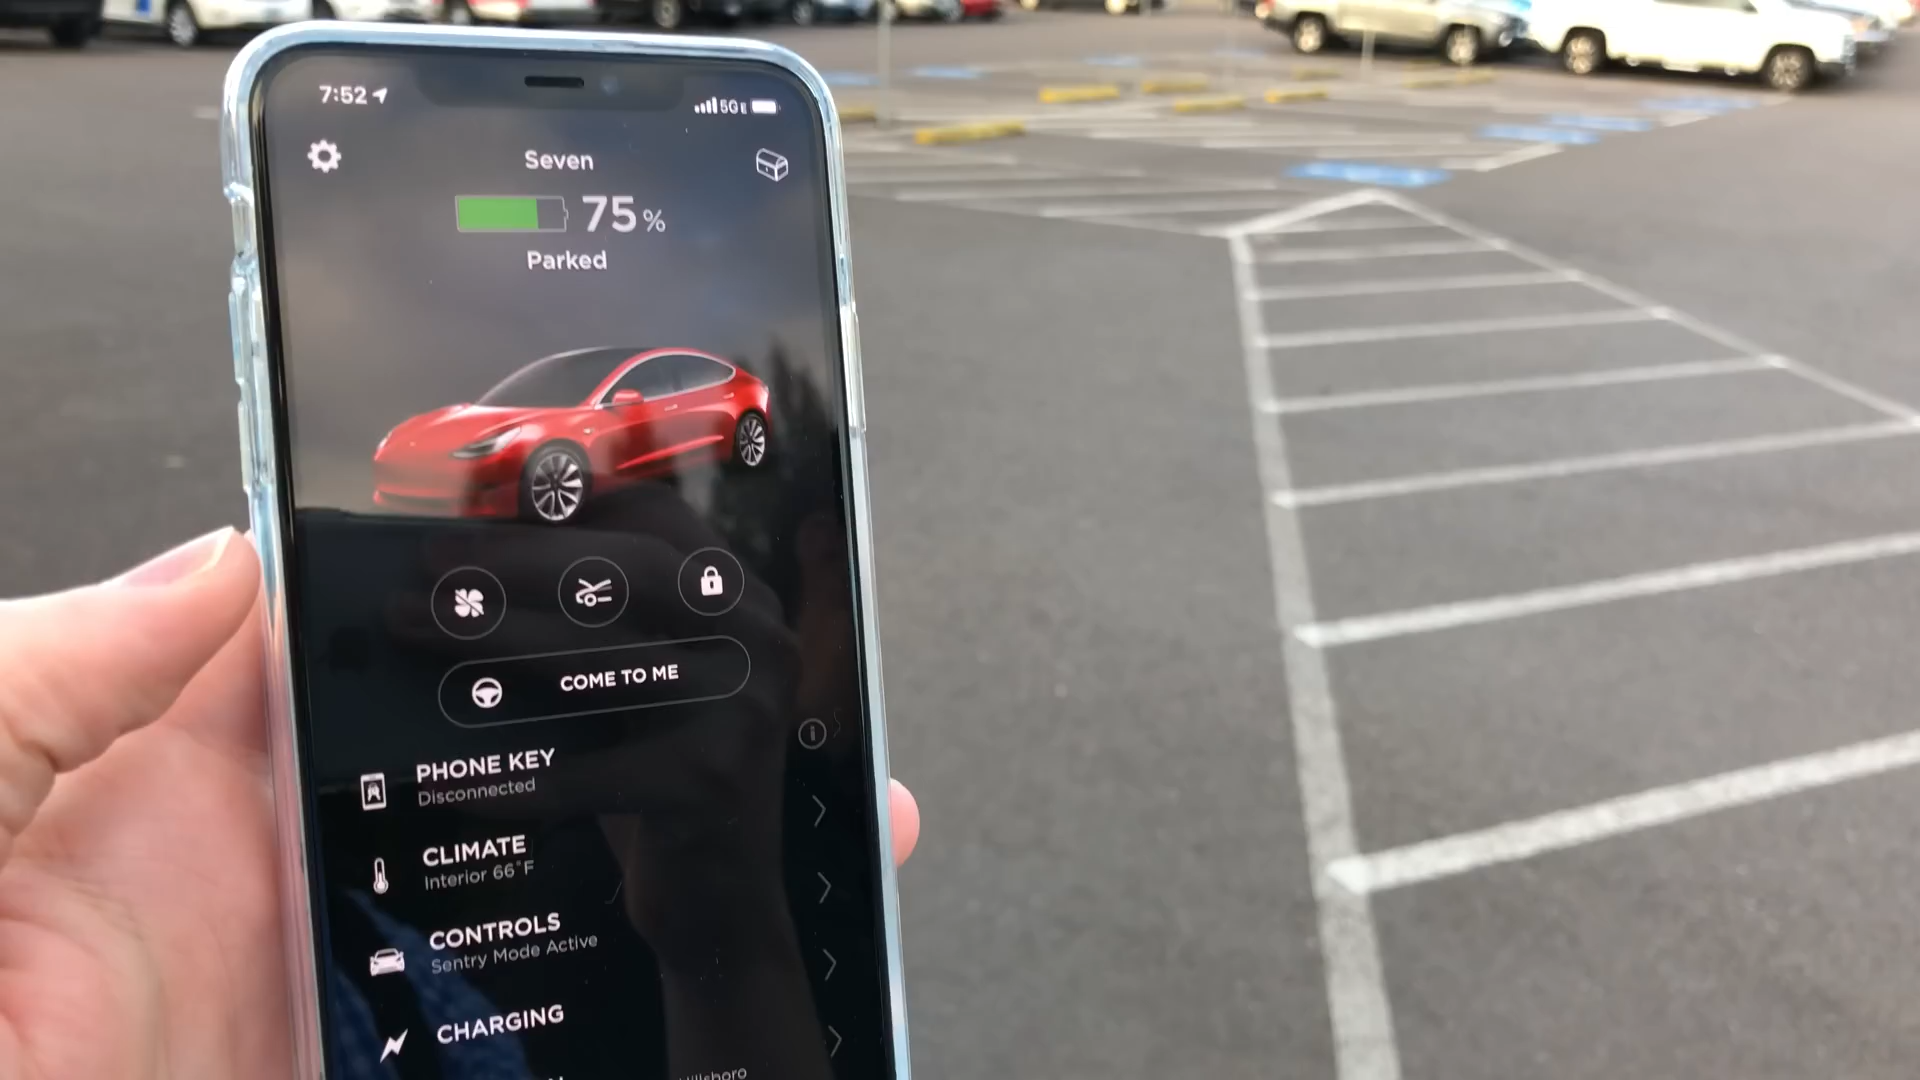 7:52
5GE
Seven
75%
Parked
COME TO ME
PHONE KEY
Disconnected
CLIMATE
Interior 66°F
CONTROLS
Sentry Mode Active
CHARGING